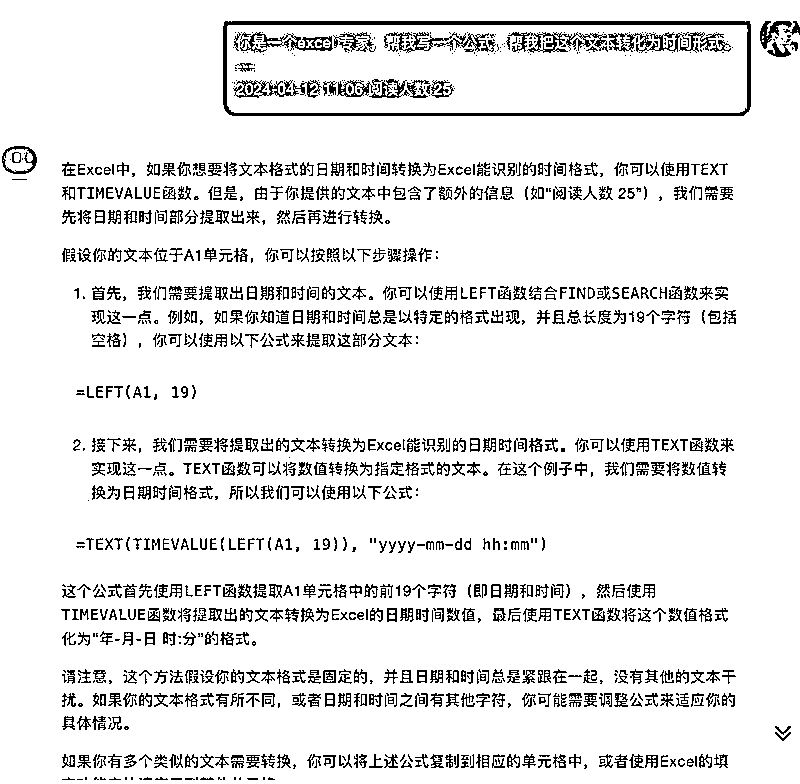 你是一个excel专家，帮我写一个公式，帮我把这个文本转化为时间形式。
2024-04-12 11:06 阅读人数 25
在Excel中，如果你想要将文本格式的日期和时间转换为Excel能识别的时间格式，你可以使用TEXT
和TIMEVALUE函数。但是，由于你提供的文本中包含了额外的信息（如“阅读人数 25”），我们需要
先将日期和时间部分提取出来，然后再进行转换。
假设你的文本位于A1单元格，你可以按照以下步骤操作：
1. 首先，我们需要提取出日期和时间的文本。你可以使用LEFT函数结合FIND或SEARCH函数来实
现这一点。例如，如果你知道日期和时间总是以特定的格式出现，并且总长度为19个字符（包括
空格），你可以使用以下公式来提取这部分文本：
=LEFT(A1, 19)
2. 接下来，我们需要将提取出的文本转换为Excel能识别的日期时间格式。你可以使用TEXT函数来
实现这一点。TEXT函数可以将数值转换为指定格式的文本。在这个例子中，我们需要将数值转
换为日期时间格式，所以我们可以使用以下公式：
=TEXT(TIMEVALUE(LEFT(A1, 19)), "yyyy-mm-dd hh:mm")
这个公式首先使用LEFT函数提取A1单元格中的前19个字符（即日期和时间），然后使用
TIMEVALUE函数将提取出的文本转换为Excel的日期时间数值，最后使用TEXT函数将这个数值格式
化为“年-月-日 时:分”的格式。
请注意，这个方法假设你的文本格式是固定的，并且日期和时间总是紧跟在一起，没有其他的文本干
扰。如果你的文本格式有所不同，或者日期和时间之间有其他字符，你可能需要调整公式来适应你的
具体情况。
如果你有多个类似的文本需要转换，你可以将上述公式复制到相应的单元格中，或者使用Excel的填